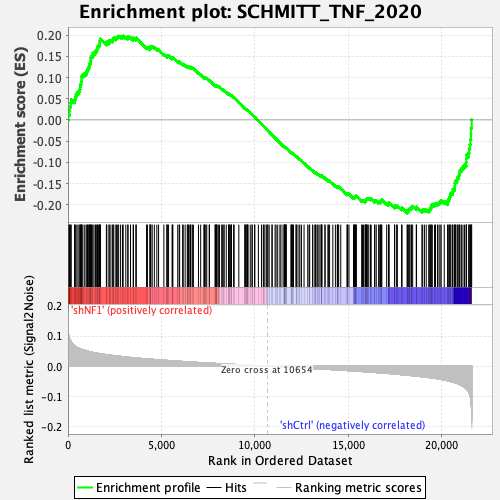 Enrichment plot: SCHMITT_TNF_2020
Enrichment score (ES)
0.20
0.15
0.10
0.05
0.00
-0.05
-0.10
-0.15
-0.20
'shNF1' (positively correlated)
Ranked list metric (Signal2Noise)
0.2
0.1
0.0
-0.1
-0.2
Zero cross at 10654
'shCtrl' (negatively correlated)
0
5,000
10,000
15,000
20,000
Rank in Ordered Dataset
Enrichment profile
Hits
Ranking metric scores